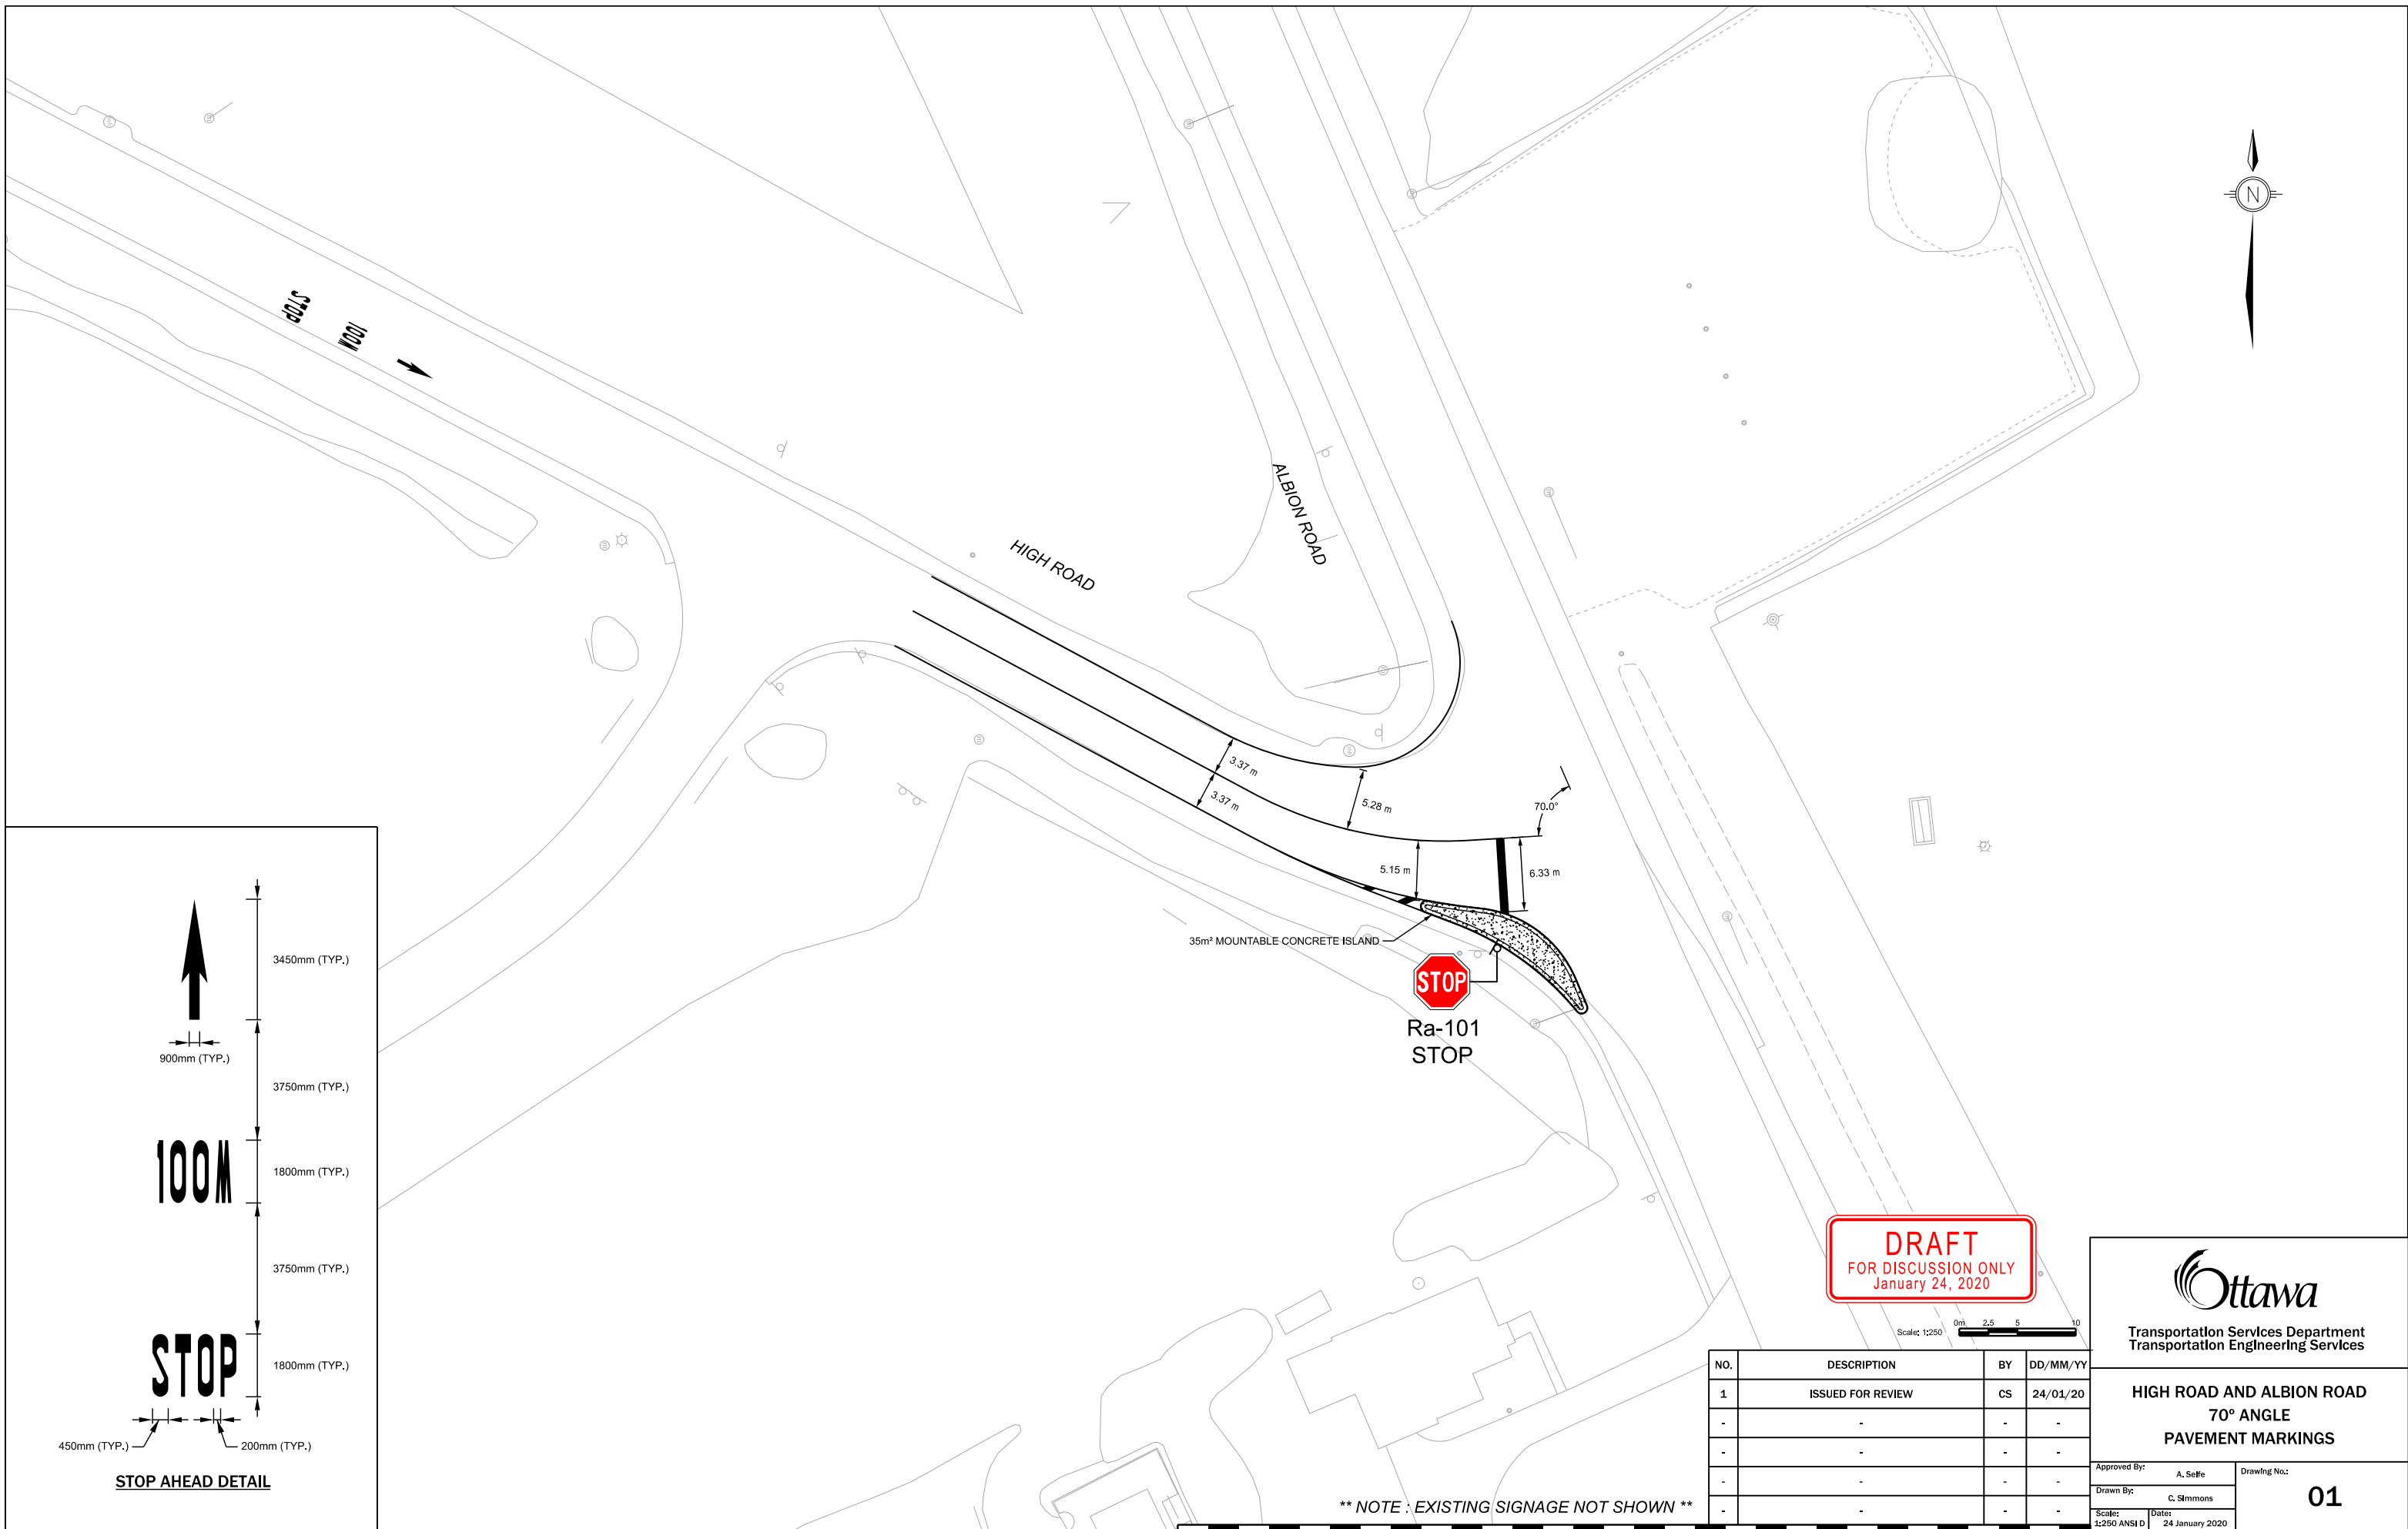 N
STOP
100M
ALBION ROAD
HIGH ROAD
3.37 m
3.37 m
5.28 m
70.0°
5.15 m
6.33 m
35m² MOUNTABLE CONCRETE ISLAND
STOP
Ra-101
STOP
3450mm (TYP.)
900mm (TYP.)
3750mm (TYP.)
100M
1800mm (TYP.)
3750mm (TYP.)
STOP
1800mm (TYP.)
450mm (TYP.)
200mm (TYP.)
STOP AHEAD DETAIL
DRAFT
FOR DISCUSSION ONLY
January 24, 2020
Scale: 1:250
0m 2.5 5 10
NO. DESCRIPTION BY DD/MM/YY
1 ISSUED FOR REVIEW CS 24/01/20
- - - -
- - - -
- - - -
- - - -
** NOTE : EXISTING SIGNAGE NOT SHOWN **
Ottawa
Transportation Services Department
Transportation Engineering Services
HIGH ROAD AND ALBION ROAD
70° ANGLE
PAVEMENT MARKINGS
Approved By: A. Selfe
Drawn By: C. Simmons
Scale: 1:250 ANSI D
Date: 24 January 2020
Drawing No.:
01